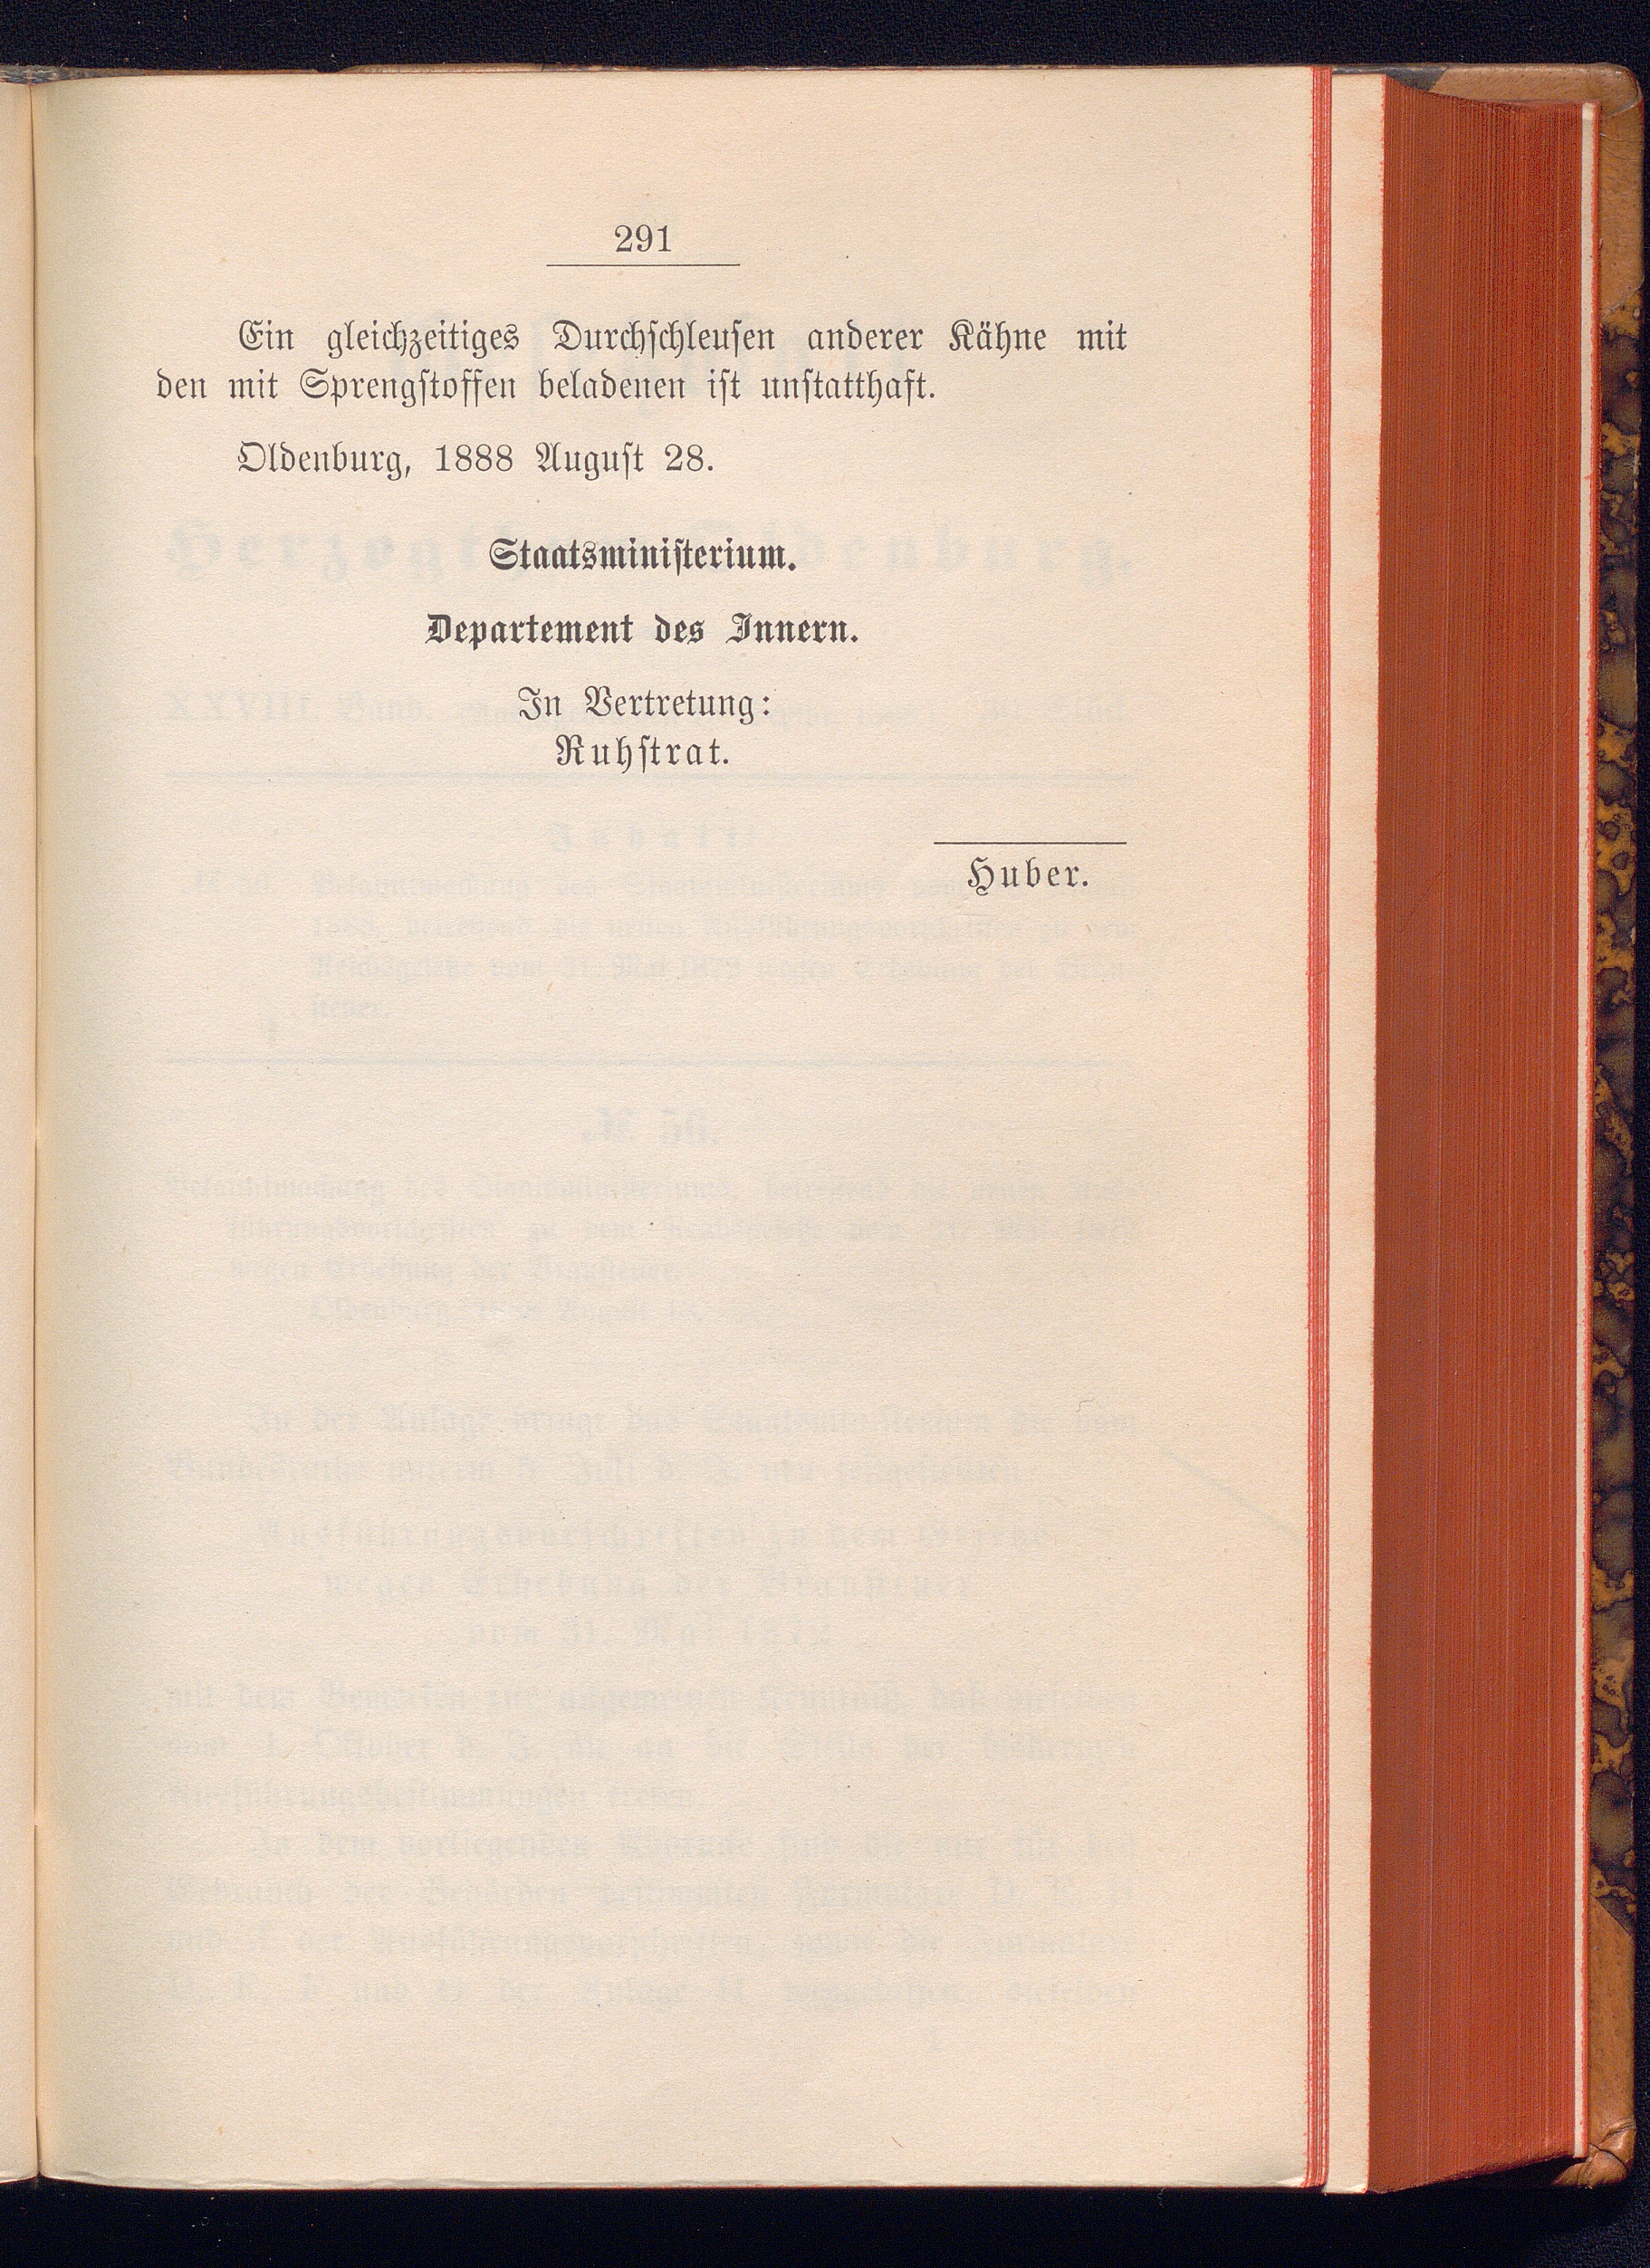 291
Ein gleichzeitiges Durchschleusen anderer Kähne mit
den mit Sprengstoffen beladenen ist unstatthaft.
Oldenburg, 1888 August 28.
Staatsministerium.
Departement des Innern.
In Vertretung:
Ruhstrat.
Huber.